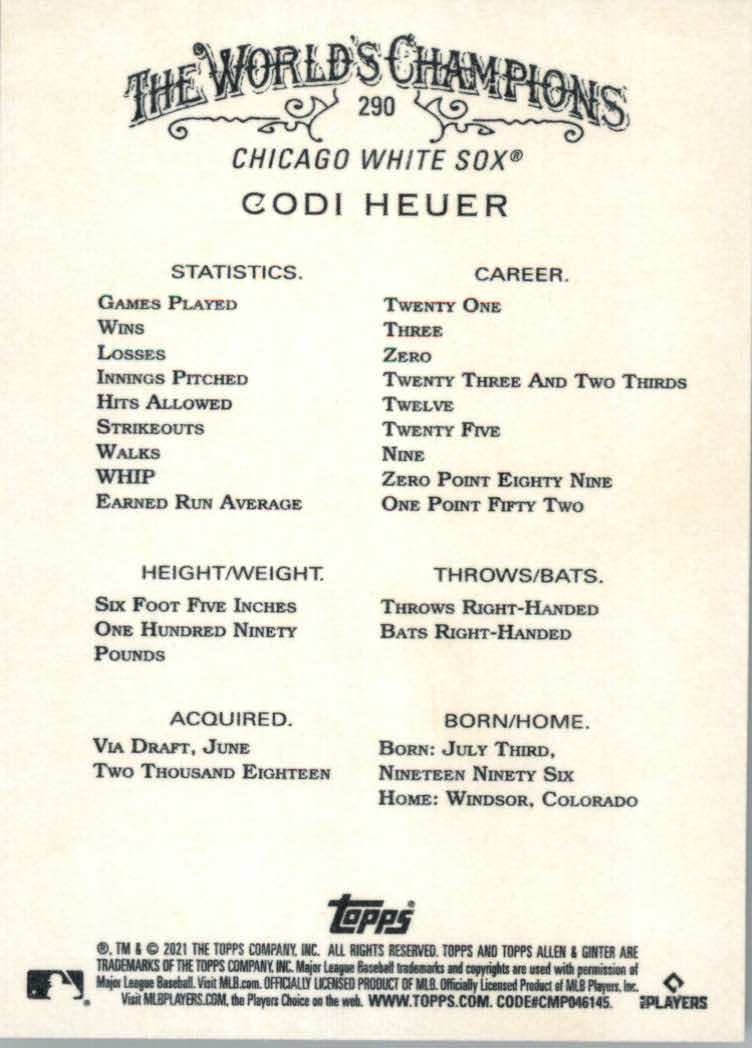 THE WORLD'S CHAMPIONS
290
CHICAGO WHITE SOX®
CODI HEUER
STATISTICS. CAREER.
GAMES PLAYED TWENTY ONE
WINS THREE
LOSSES ZERO
INNINGS PITCHED TWENTY THREE AND TWO THIRDS
HITS ALLOWED TWELVE
STRIKEOUTS TWENTY FIVE
WALKS NINE
WHIP ZERO POINT EIGHTY NINE
EARNED RUN AVERAGE ONE POINT FIFTY TWO
HEIGHT/WEIGHT.
SIX FOOT FIVE INCHES
ONE HUNDRED NINETY
POUNDS
THROWS/BATS.
THROWS RIGHT-HANDED
BATS RIGHT-HANDED
ACQUIRED.
VIA DRAFT, JUNE
TWO THOUSAND EIGHTEEN
BORN/HOME.
BORN: JULY THIRD,
NINETEEN NINETY SIX
HOME: WINDSOR, COLORADO
TOPPS®
®, TM & © 2021 THE TOPPS COMPANY, INC. ALL RIGHTS RESERVED. TOPPS AND TOPPS ALLEN & GINTER ARE
TRADEMARKS OF THE TOPPS COMPANY, INC. Major League Baseball trademarks and copyrights are used with permission of
Major League Baseball. Visit MLB.com. OFFICIALLY LICENSED PRODUCT OF MLB. Officially Licensed Product of MLB Players, Inc.
Visit MLBPLAYERS.COM, the Players Choice on the web. WWW.TOPPS.COM. CODE#CMP046145.
PLAYERS